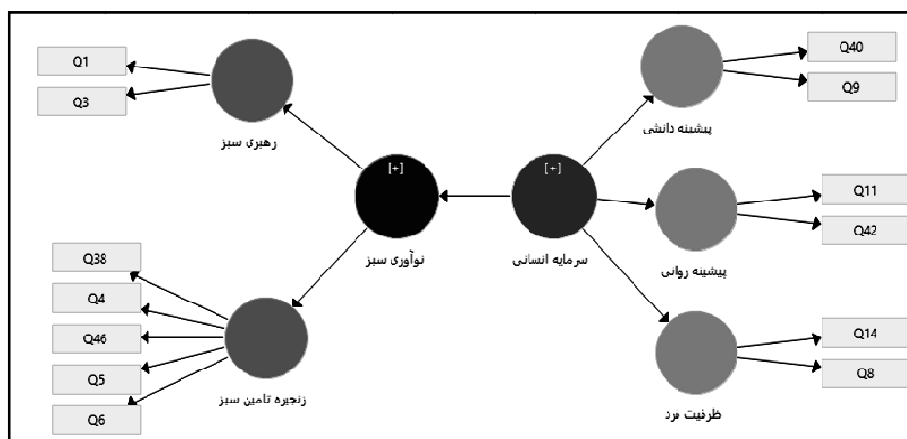 Q1
Q3
رهبری سبز
Q40
Q9
پیشینه دانشی
[+]
[+]
نوآوری سبز
سرمایه انسانی
Q11
Q42
پیشینه روانی
Q38
Q4
Q46
Q5
Q6
زنجیره تامین سبز
Q14
Q8
ظرفیت فرد